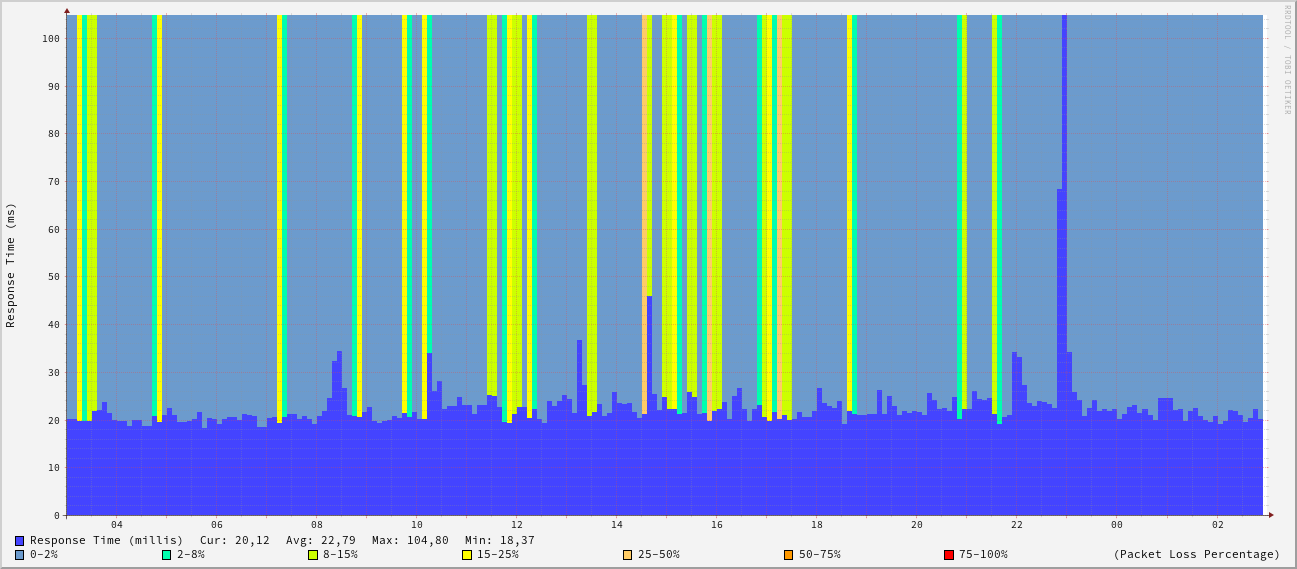 RRDTOOL / TOBI OETIKER
Response Time (ms)
100
90
80
70
60
50
40
30
20
10
0
04 06 08 10 12 14 16 18 20 22 00 02
Response Time (millis) Cur: 20,12 Avg: 22,79 Max: 104,80 Min: 18,37
0-2% 2-8% 8-15% 15-25% 25-50% 50-75% 75-100% (Packet Loss Percentage)